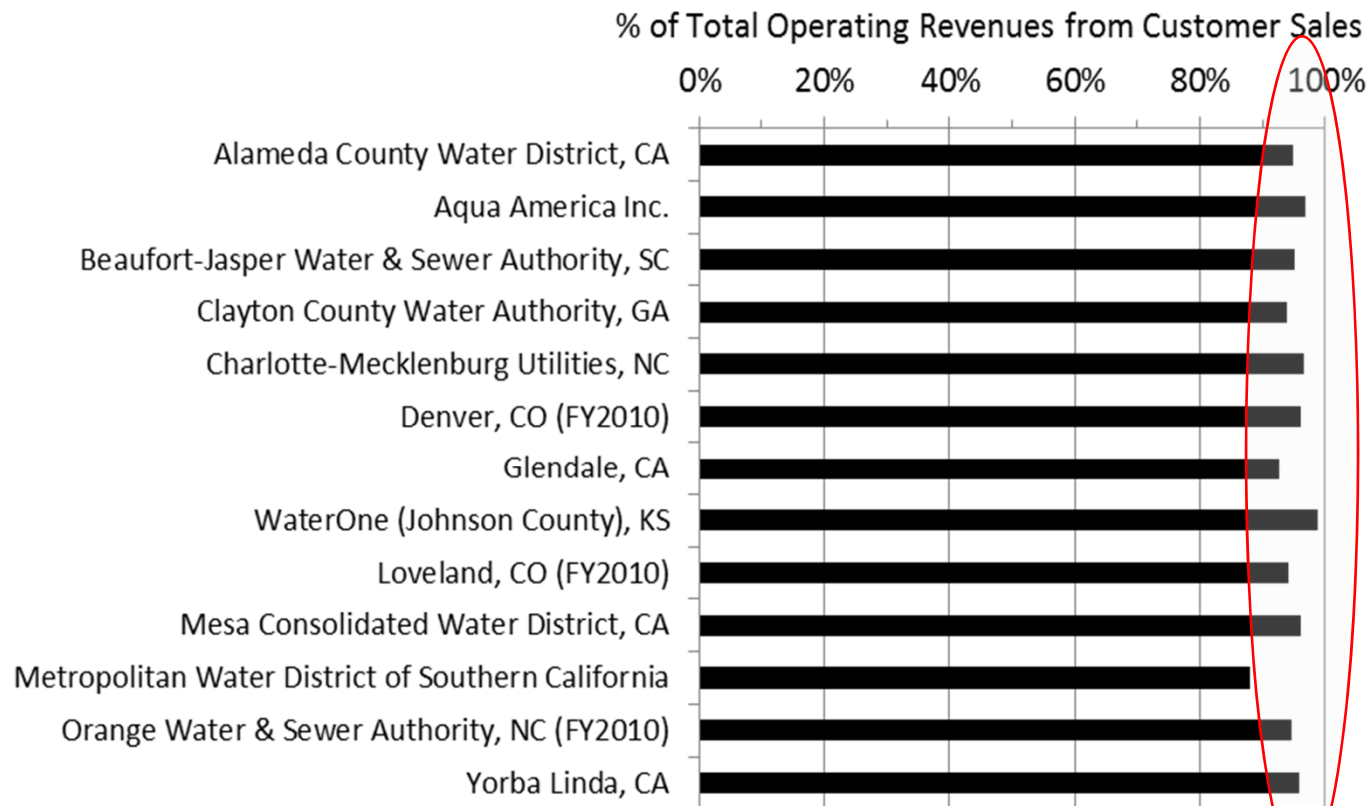 % of Total Operating Revenues from Customer Sales
0% 20% 40% 60% 80% 100%
Alameda County Water District, CA
Aqua America Inc.
Beaufort-Jasper Water & Sewer Authority, SC
Clayton County Water Authority, GA
Charlotte-Mecklenburg Utilities, NC
Denver, CO (FY2010)
Glendale, CA
WaterOne (Johnson County), KS
Loveland, CO (FY2010)
Mesa Consolidated Water District, CA
Metropolitan Water District of Southern California
Orange Water & Sewer Authority, NC (FY2010)
Yorba Linda, CA